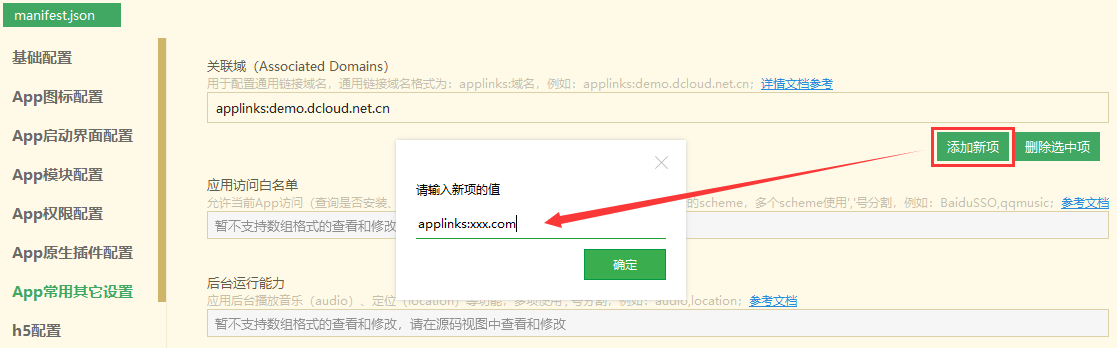 manifest.json
基础配置
App图标配置
App启动界面配置
App模块配置
App权限配置
App原生插件配置
App常用其它设置
h5配置
关联域（Associated Domains）
用于配置通用链接域名，通用链接域名格式为：applinks:域名，例如：applinks:demo.dcloud.net.cn；详情文档参考
applinks:demo.dcloud.net.cn
添加新项
删除选中项
请输入新项的值
applinks:xxx.com
确定
应用访问白名单
允许当前App访问（查询是否安装、 的scheme，多个scheme使用','号分割，例如：BaiduSSO,qqmusic；参考文档
暂不支持数组格式的查看和修改
后台运行能力
应用后台播放音乐（audio）、定位（location）等功能，多项使用','号分割，例如：audio,location；参考文档
暂不支持数组格式的查看和修改，请在源码视图中查看和修改